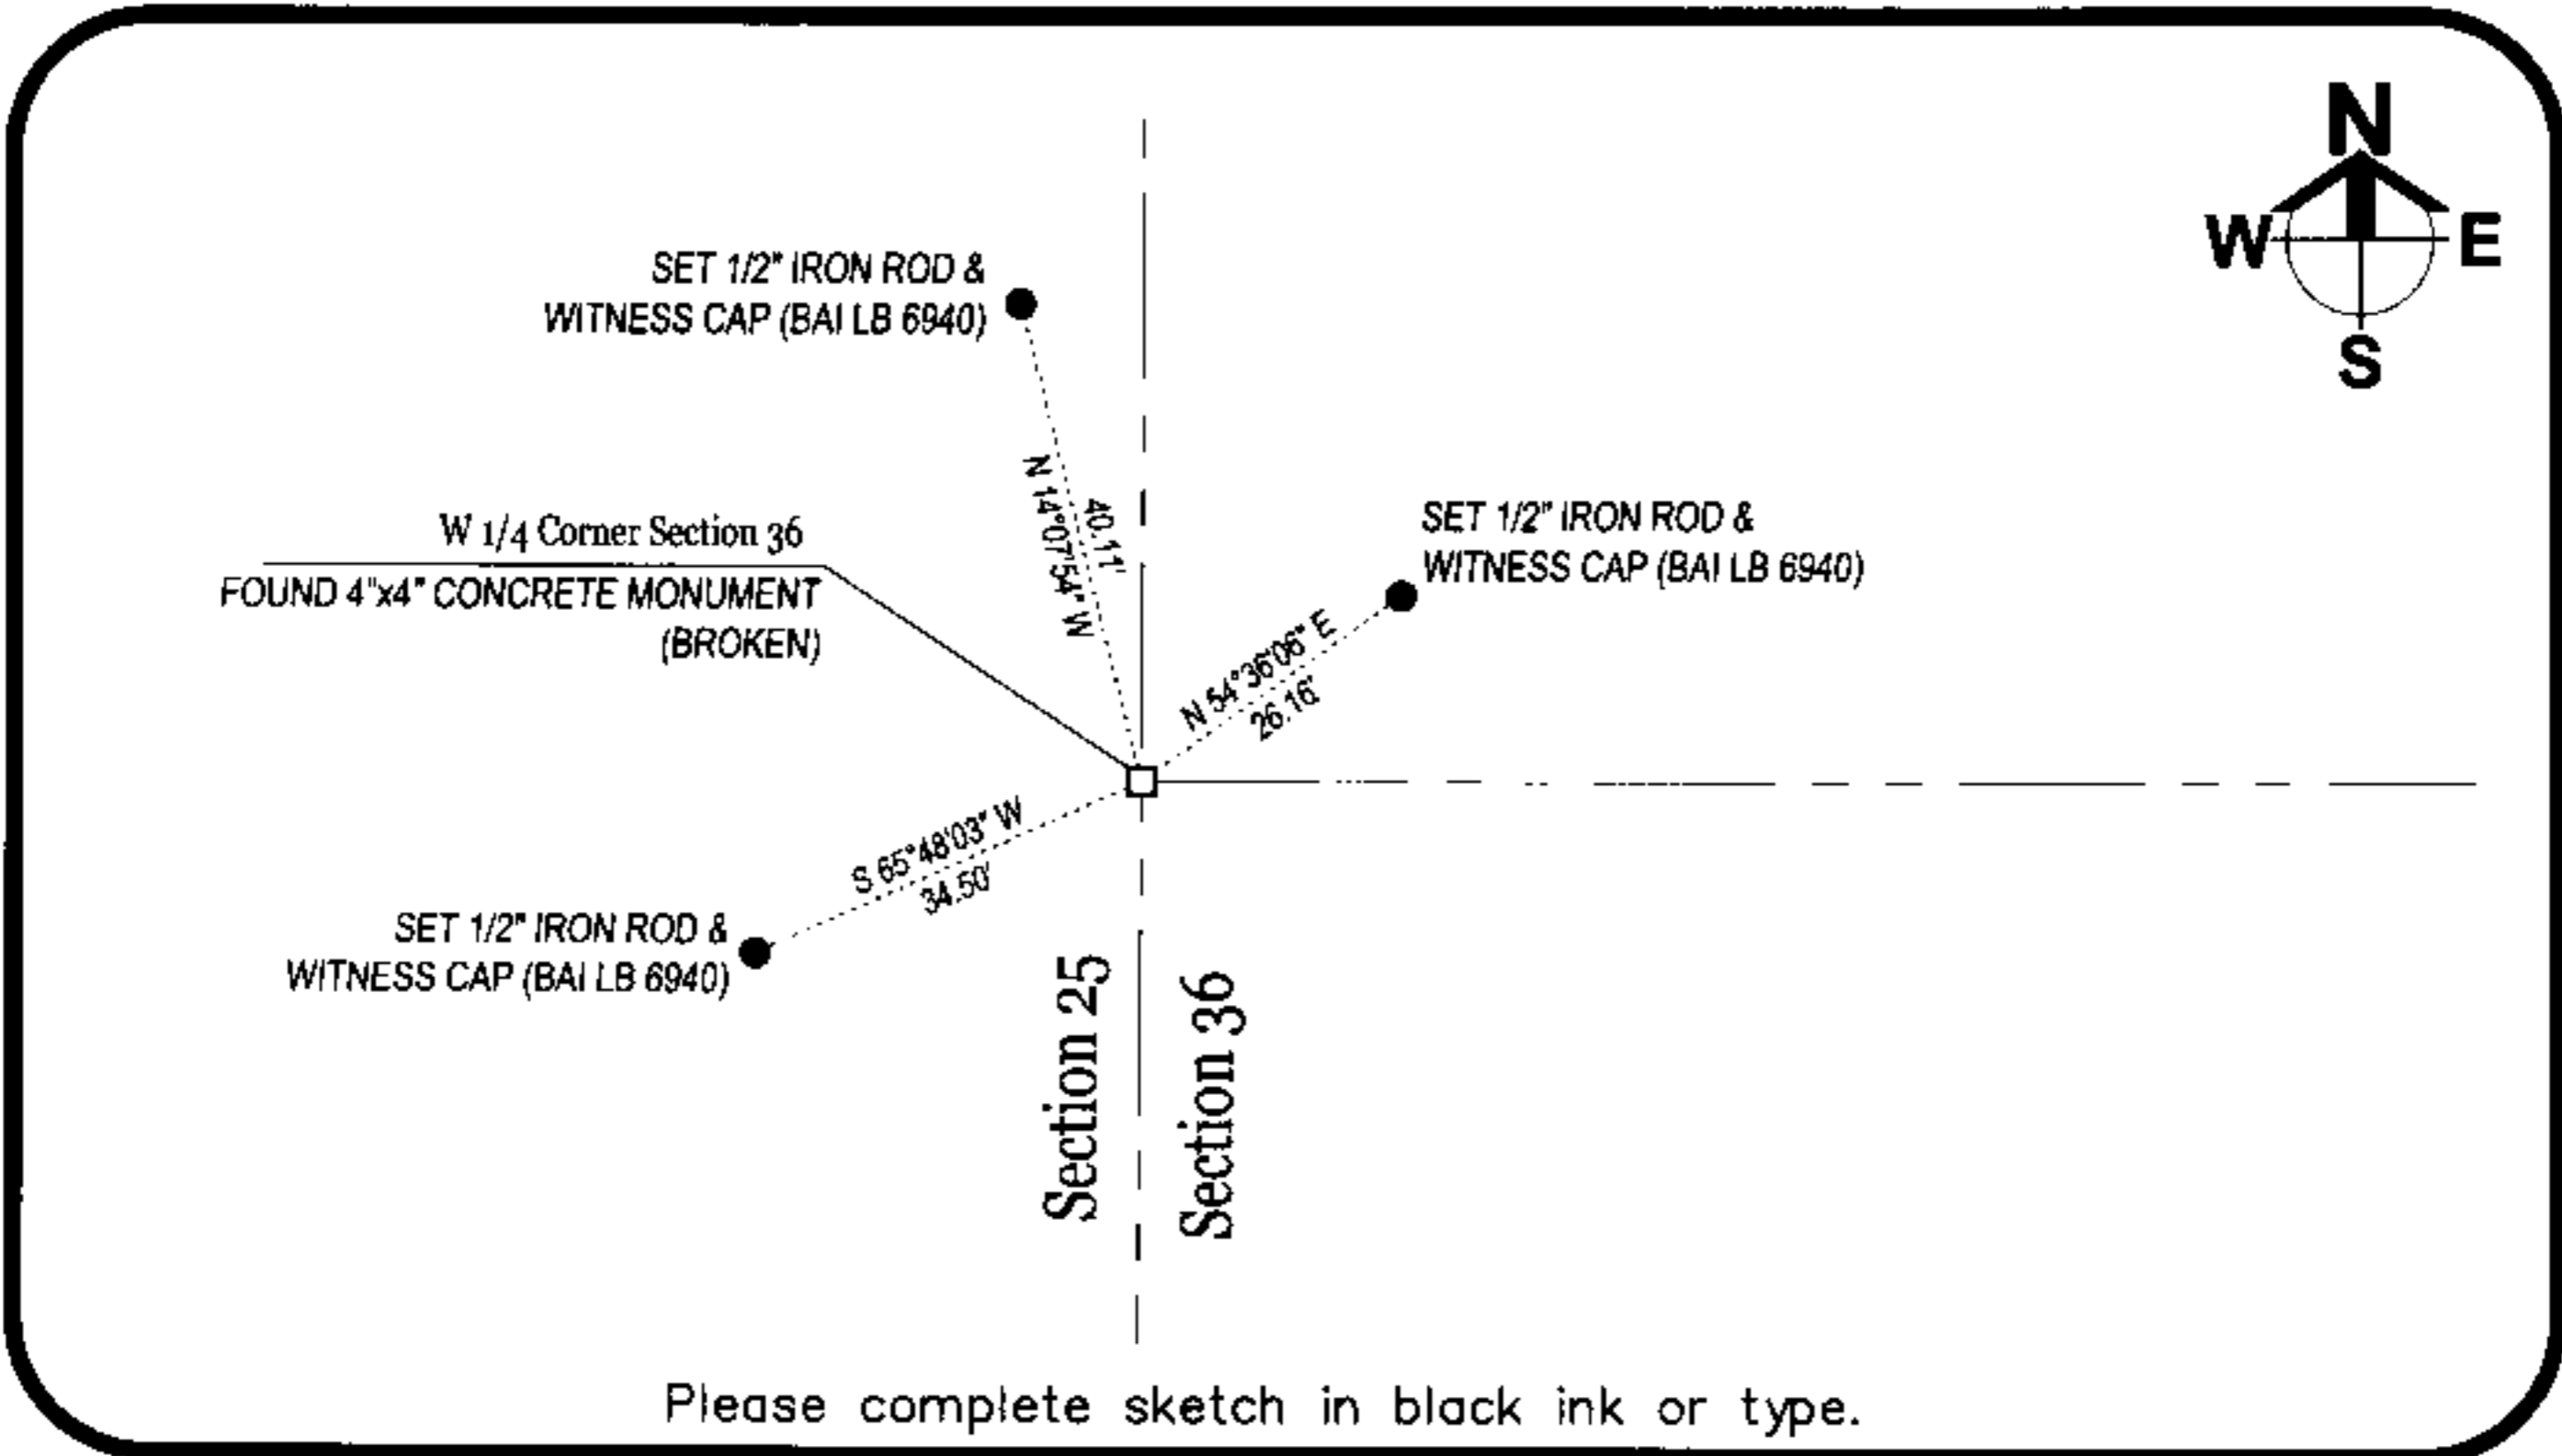 N
W E
S
SET 1/2" IRON ROD &
WITNESS CAP (BAI LB 6940)
40.11'
N 14°07'54" W
W 1/4 Corner Section 36
FOUND 4"x4" CONCRETE MONUMENT
(BROKEN)
SET 1/2" IRON ROD &
WITNESS CAP (BAI LB 6940)
N 54°36'06" E
26.16'
S 65°48'03" W
34.50'
SET 1/2" IRON ROD &
WITNESS CAP (BAI LB 6940)
Section 25
Section 36
Please complete sketch in black ink or type.